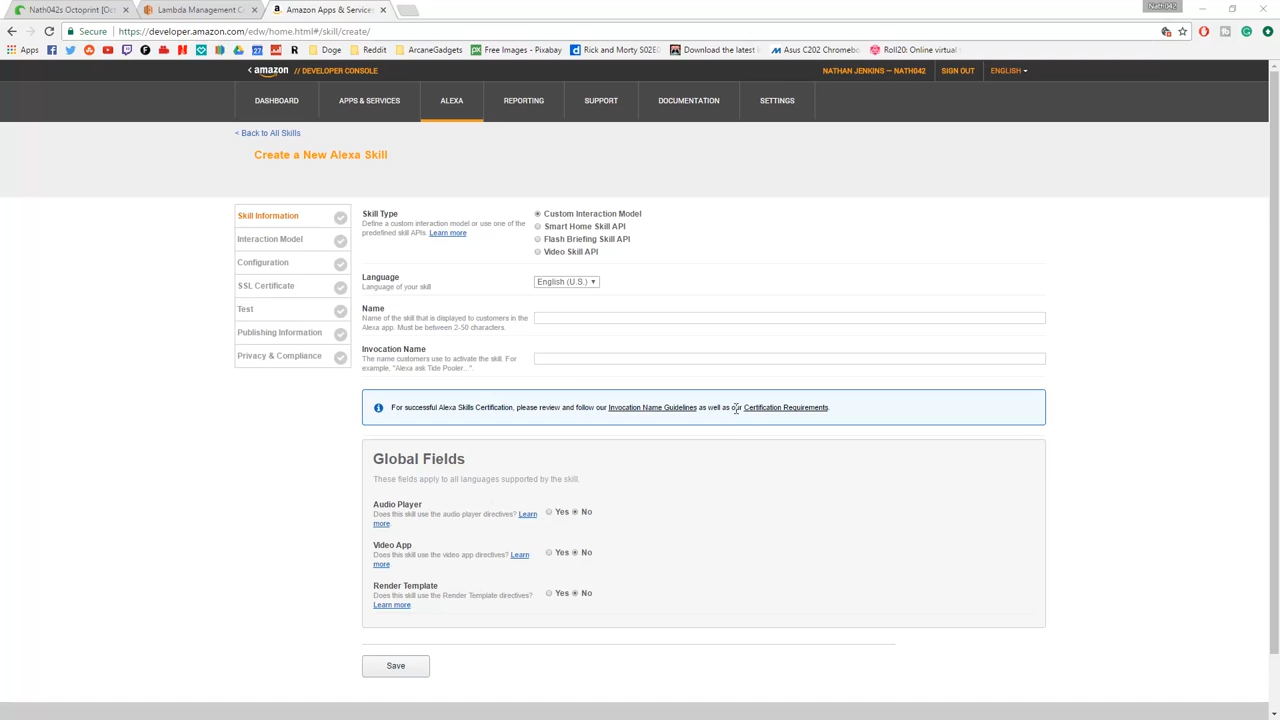 Nath042s Octoprint [Oct
Lambda Management Co
Amazon Apps & Services
Nath042
Secure
https://developer.amazon.com/edw/home.html#/skill/create/
Apps
Doge
Reddit
ArcaneGadgets
Free Images - Pixabay
Rick and Morty S02E0
Download the latest i
Asus C202 Chromebo
Roll20: Online virtual
amazon // DEVELOPER CONSOLE
NATHAN JENKINS — NATH042
SIGN OUT
ENGLISH
DASHBOARD
APPS & SERVICES
ALEXA
REPORTING
SUPPORT
DOCUMENTATION
SETTINGS
< Back to All Skills
Create a New Alexa Skill
Skill Information
Interaction Model
Configuration
SSL Certificate
Test
Publishing Information
Privacy & Compliance
Skill Type
Define a custom interaction model or use one of the
predefined skill APIs. Learn more
Custom Interaction Model
Smart Home Skill API
Flash Briefing Skill API
Video Skill API
Language
Language of your skill
English (U.S.)
Name
Name of the skill that is displayed to customers in the
Alexa app. Must be between 2-50 characters.
Invocation Name
The name customers use to activate the skill. For
example, "Alexa ask Tide Pooler...".
For successful Alexa Skills Certification, please review and follow our Invocation Name Guidelines as well as our Certification Requirements.
Global Fields
These fields apply to all languages supported by the skill.
Audio Player
Does this skill use the audio player directives? Learn
more.
Yes No
Video App
Does this skill use the video app directives? Learn
more.
Yes No
Render Template
Does this skill use the Render Template directives?
Learn more.
Yes No
Save